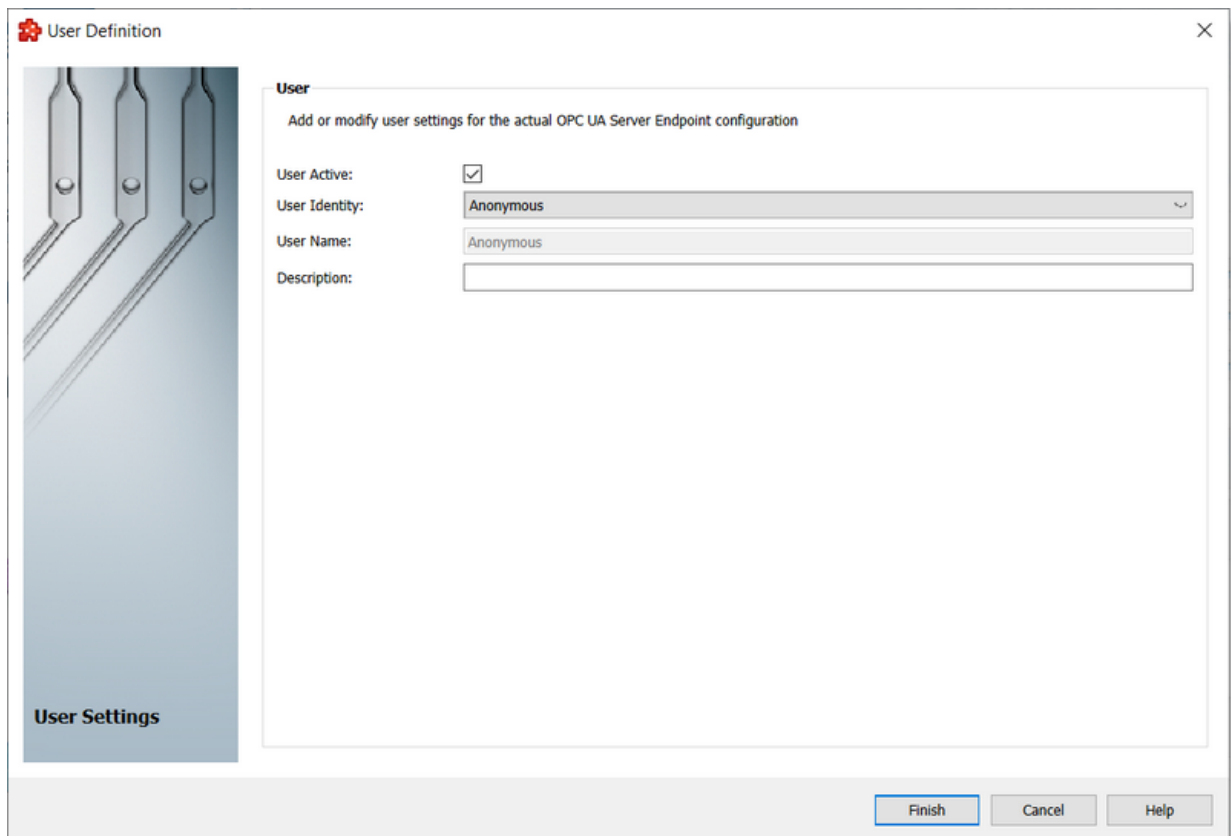 User Definition
User
Add or modify user settings for the actual OPC UA Server Endpoint configuration
User Active:
User Identity: Anonymous
User Name: Anonymous
Description:
User Settings
Finish Cancel Help